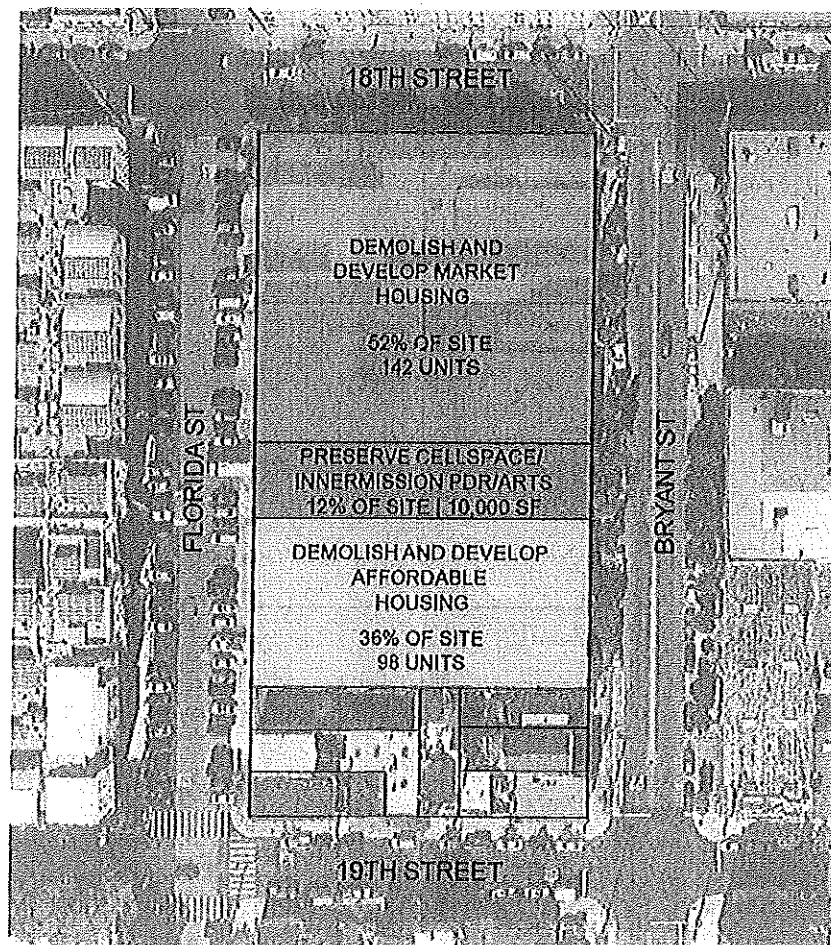 18TH STREET
DEMOLISH AND
DEVELOP MARKET
HOUSING
52% OF SITE
142 UNITS
FLORIDA ST
BRYANT ST
PRESERVE CELLSPACE/
INNERMISSION PDR/ARTS
12% OF SITE | 10,000 SF
DEMOLISH AND DEVELOP
AFFORDABLE
HOUSING
36% OF SITE
98 UNITS
19TH STREET